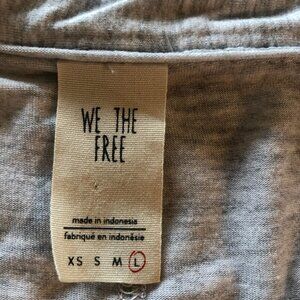 WE THE
FREE
made in indonesia
fabriqué en indonésie
XS S M L